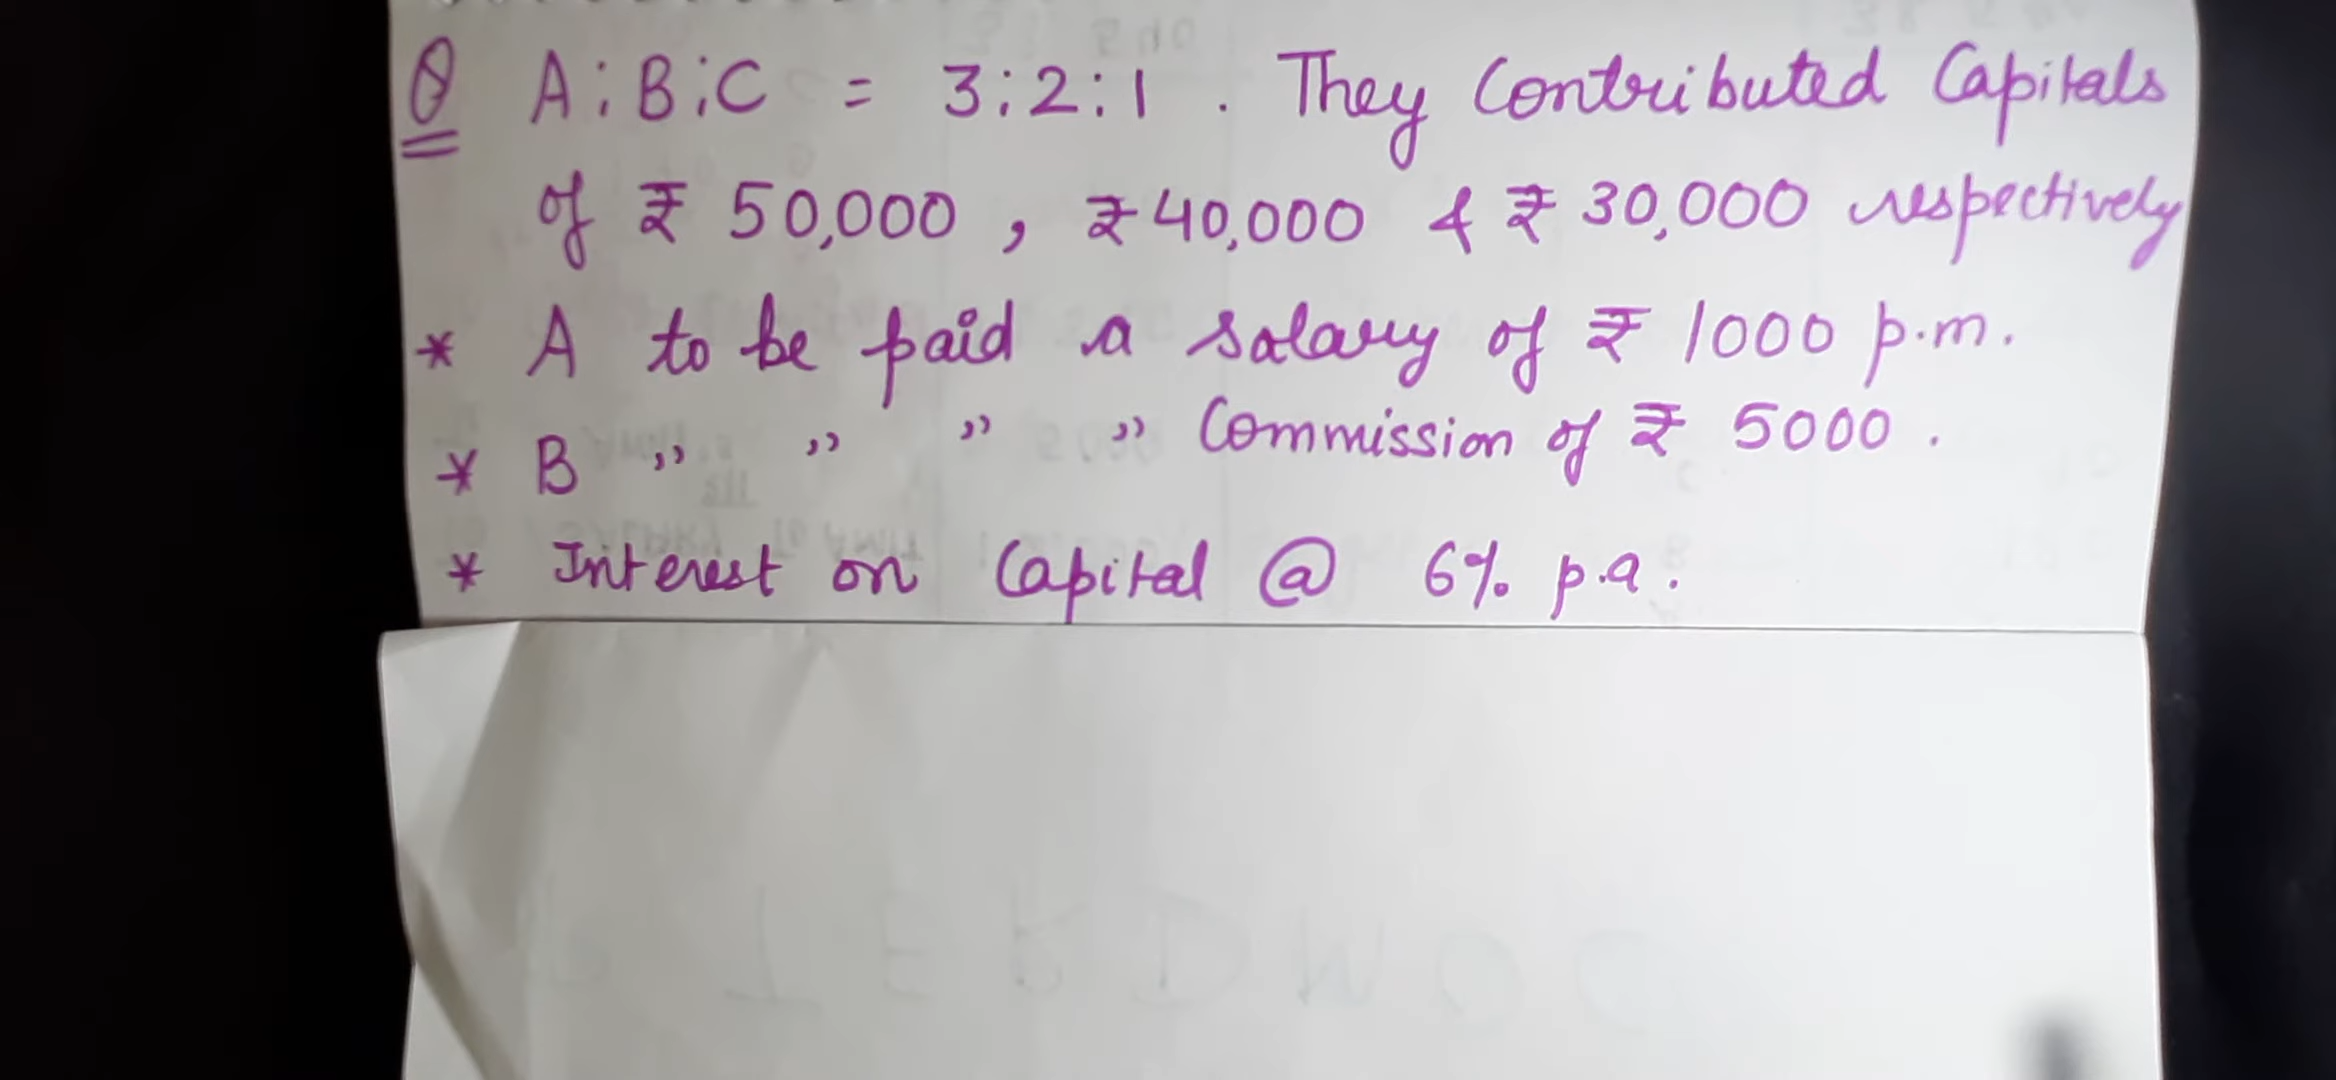 Q A:B:C = 3:2:1. They Contributed Capitals
of ₹ 50,000, ₹ 40,000 & ₹ 30,000 respectively
* A to be paid a salary of ₹ 1000 p.m.
* B " " " " Commission of ₹ 5000.
* Interest on Capital @ 6% p.a.